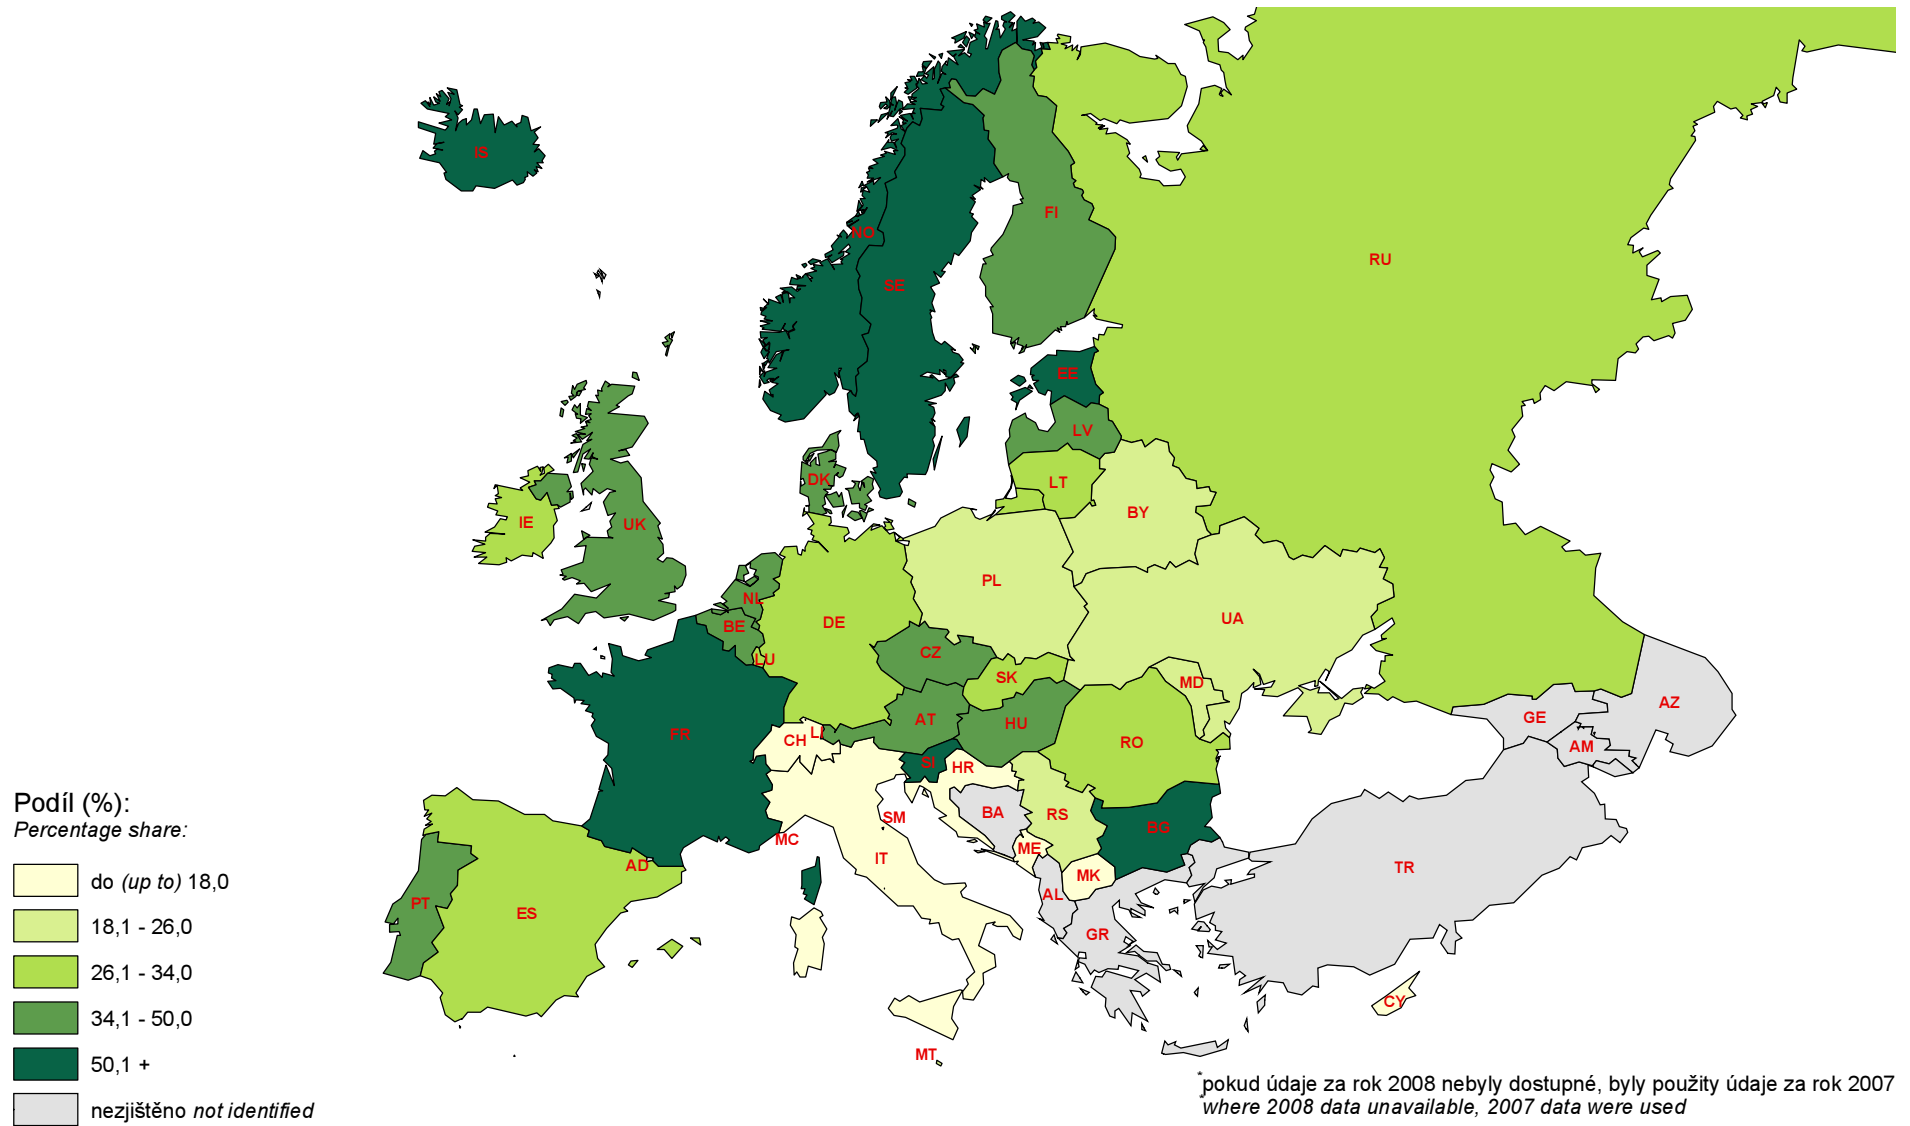 IS
NO
SE
FI
RU
EE
LV
LT
DK
IE
UK
BY
NL
BE
DE
PL
UA
LU
CZ
SK
MD
AT
HU
FR
CH
LI
SI
HR
RO
GE
AZ
AM
BA
RS
BG
SM
MC
IT
ME
MK
AL
AD
PT
ES
GR
TR
CY
MT
Podíl (%):
Percentage share:
do (up to) 18,0
18,1 - 26,0
26,1 - 34,0
34,1 - 50,0
50,1 +
nezjištěno not identified
*pokud údaje za rok 2008 nebyly dostupné, byly použity údaje za rok 2007
*where 2008 data unavailable, 2007 data were used